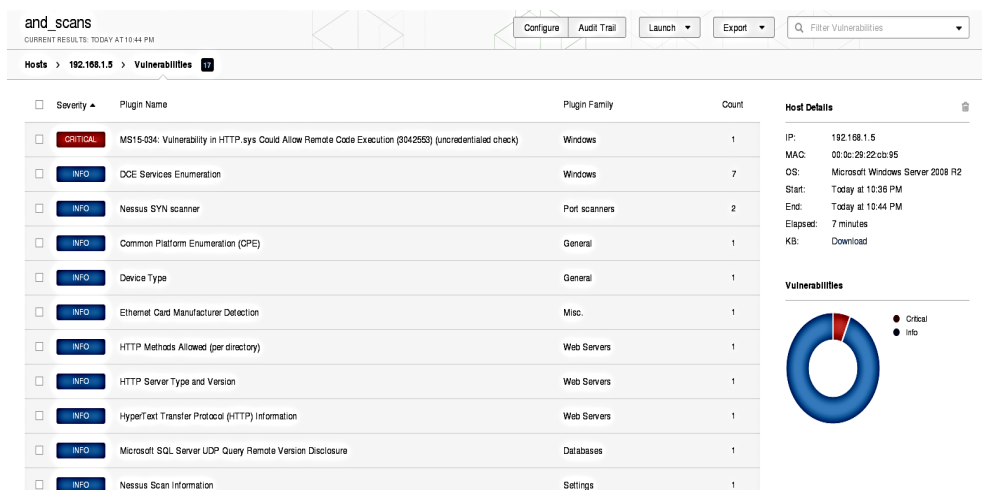 and_scans
CURRENT RESULTS: TODAY AT 10:44 PM
Configure Audit Trail Launch Export Filter Vulnerabilities
Hosts > 192.168.1.5 > Vulnerabilities 17
Severity Plugin Name Plugin Family Count
CRITICAL MS15-034: Vulnerability in HTTP.sys Could Allow Remote Code Execution (3042553) (uncredentialed check) Windows 1
INFO DCE Services Enumeration Windows 7
INFO Nessus SYN scanner Port scanners 2
INFO Common Platform Enumeration (CPE) General 1
INFO Device Type General 1
INFO Ethernet Card Manufacturer Detection Misc. 1
INFO HTTP Methods Allowed (per directory) Web Servers 1
INFO HTTP Server Type and Version Web Servers 1
INFO HyperText Transfer Protocol (HTTP) Information Web Servers 1
INFO Microsoft SQL Server UDP Query Remote Version Disclosure Databases 1
INFO Nessus Scan Information Settings 1
Host Details
IP: 192.168.1.5
MAC: 00:0c:29:22:cb:95
OS: Microsoft Windows Server 2008 R2
Start: Today at 10:36 PM
End: Today at 10:44 PM
Elapsed: 7 minutes
KB: Download
Vulnerabilities
Critical
Info